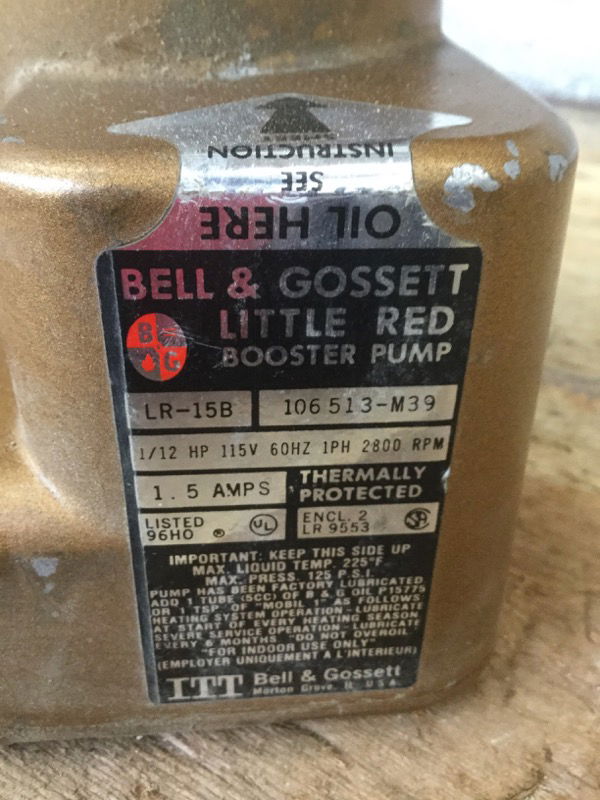 OIL HERE
SEE
INSTRUCTION
BELL & GOSSETT
B
G
LITTLE RED
BOOSTER PUMP
LR-15B
106513-M39
1/12 HP 115V 60HZ 1PH 2800 RPM
1.5 AMPS
THERMALLY
PROTECTED
LISTED
96HO
UL
ENCL. 2
LR 9553
SA
IMPORTANT: KEEP THIS SIDE UP
MAX. LIQUID TEMP. 225°F
MAX. PRESS. 125 P.S.I.
PUMP HAS BEEN FACTORY LUBRICATED
ADD 1 TUBE (5CC) OF B & G OIL P15775
OR 1 TSP. OF "MOBIL 1" AS FOLLOWS
HEATING SYSTEM OPERATION - LUBRICATE
AT START OF EVERY HEATING SEASON
SEVERE SERVICE OPERATION - LUBRICATE
EVERY 6 MONTHS "DO NOT OVEROIL
"FOR INDOOR USE ONLY"
(EMPLOYER UNIQUEMENT A L'INTERIEUR)
ITT Bell & Gossett
Morton Grove, IL U.S.A.